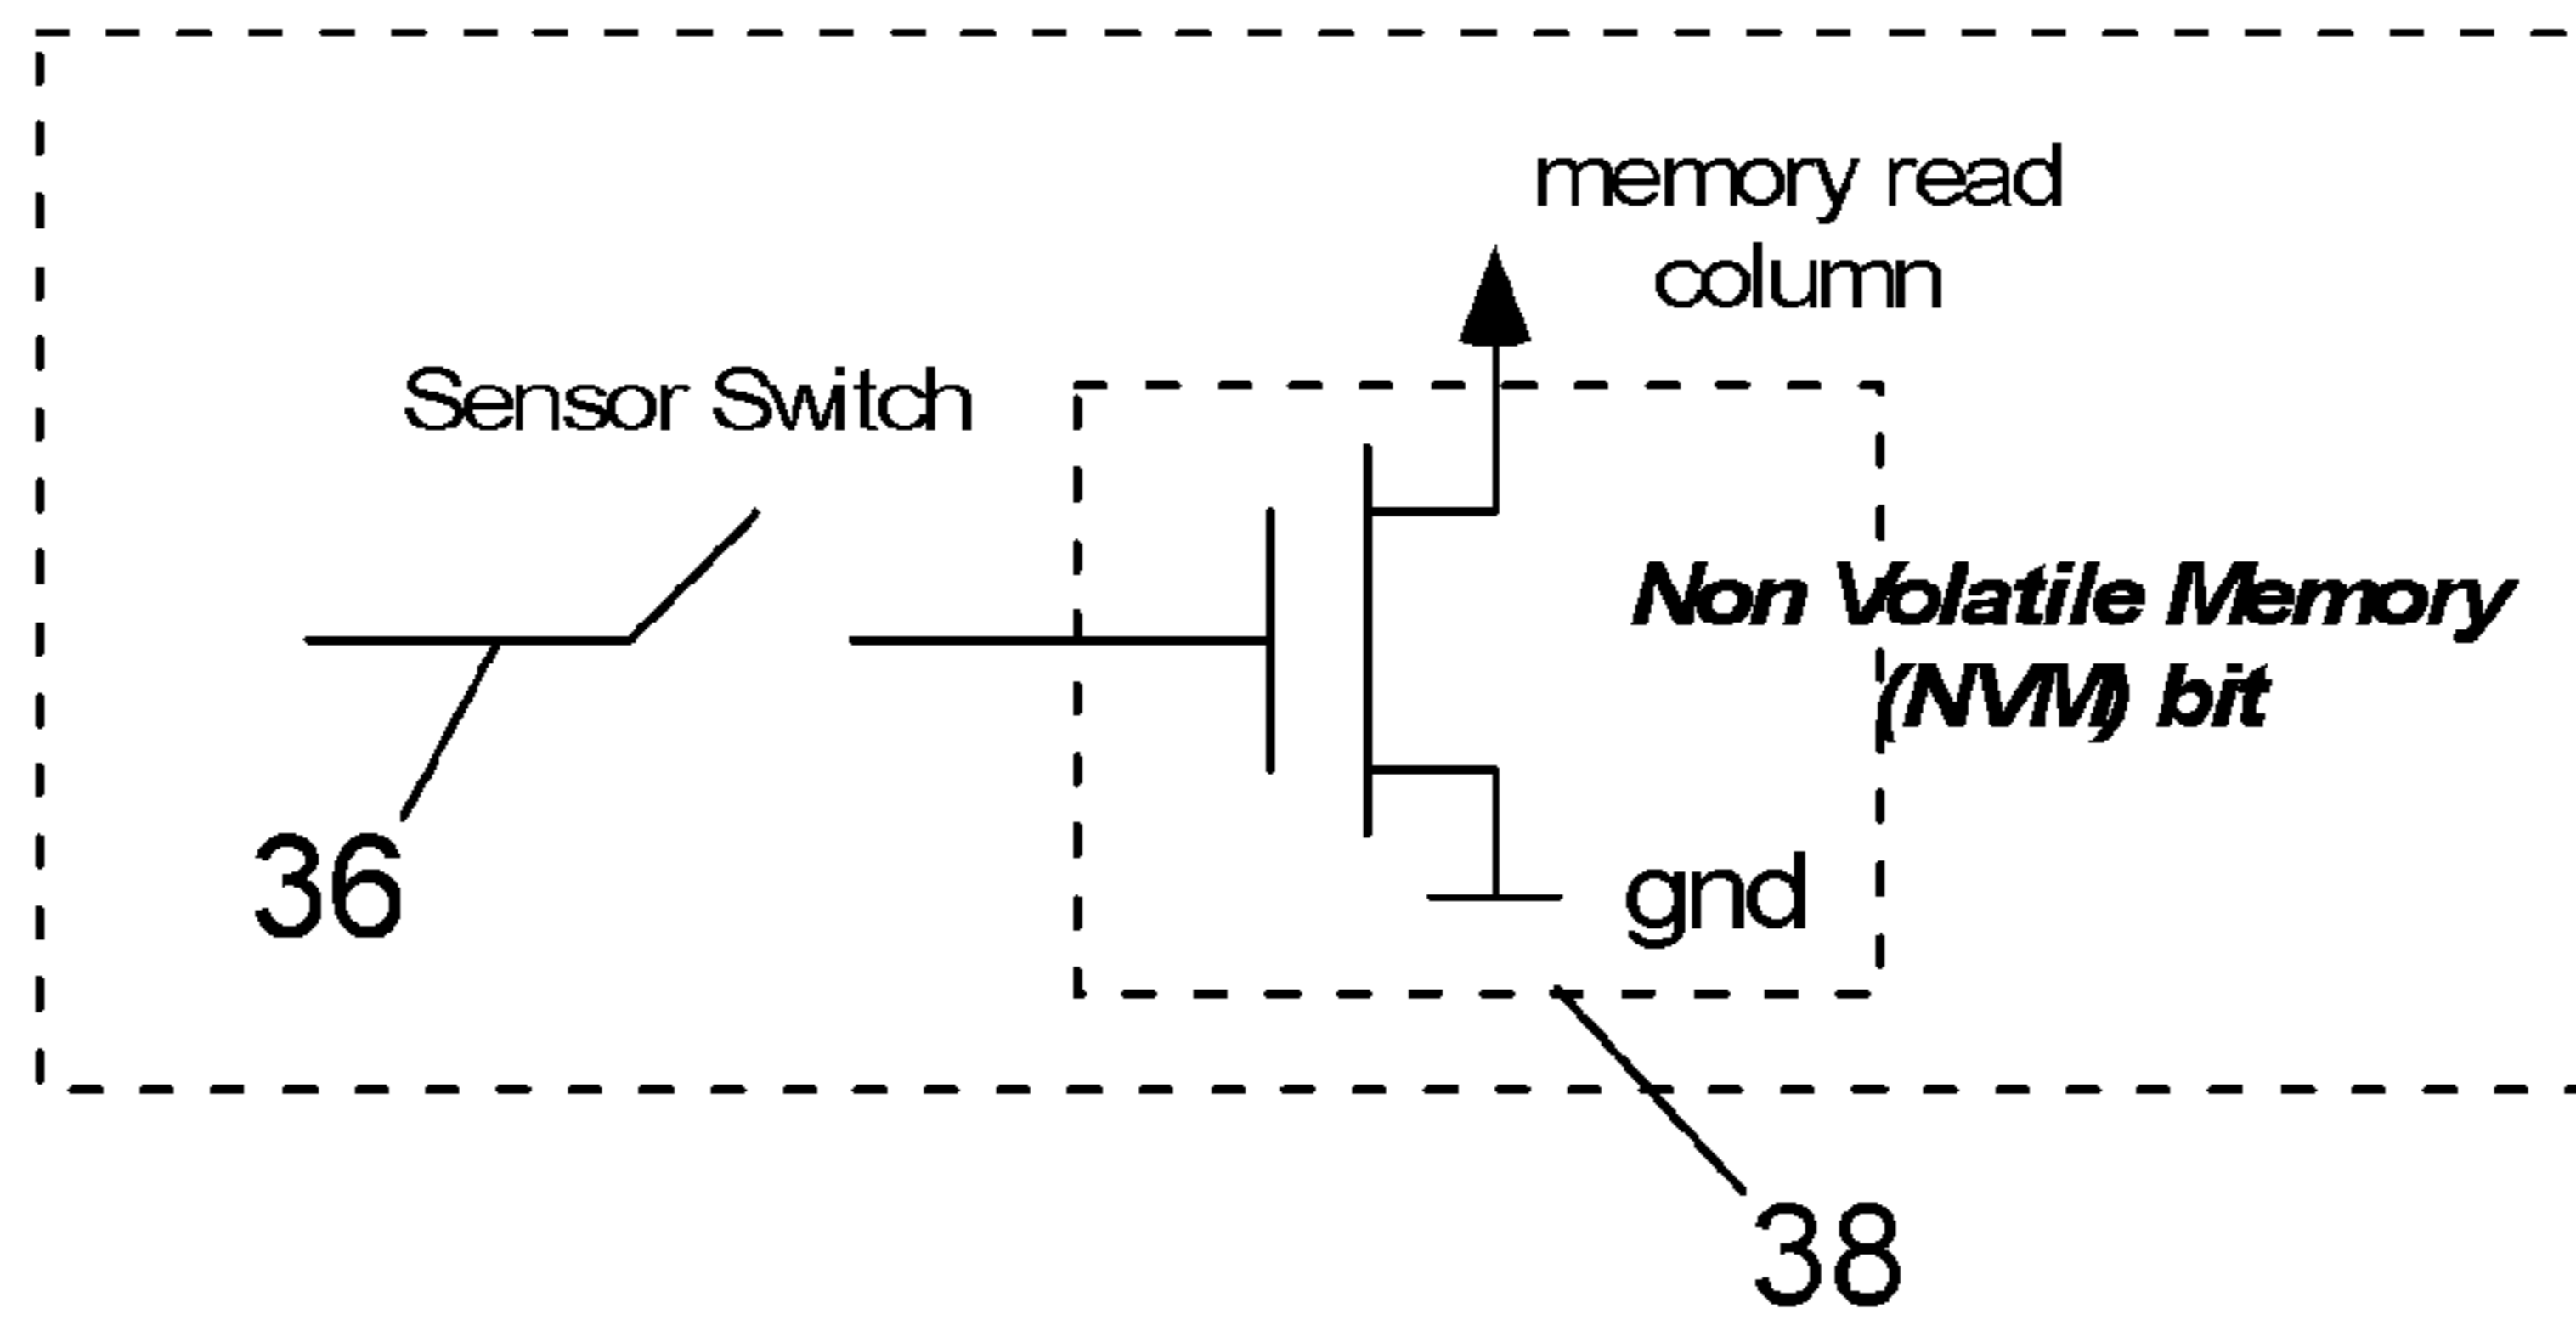 memory read
column
Sensor Switch
Non Volatile Memory
(NVM) bit
36
gnd
38